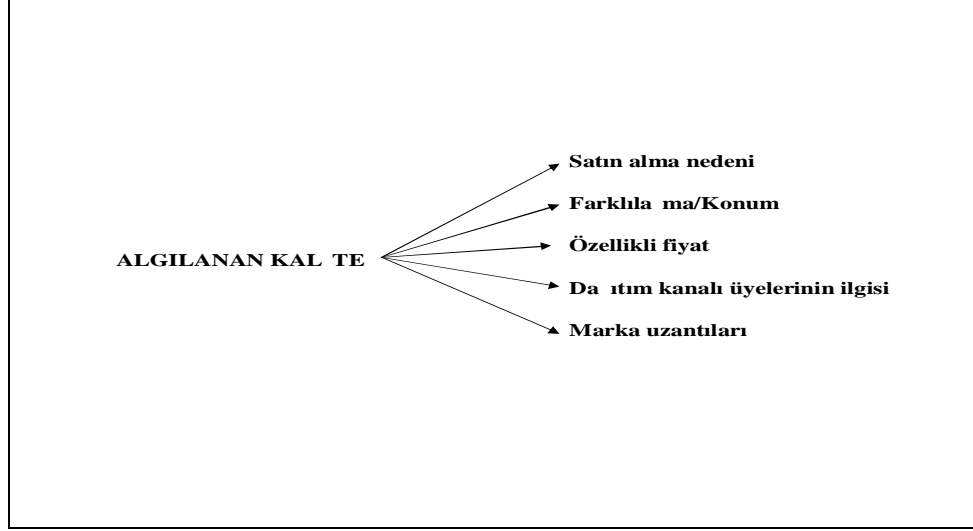 Satın alma nedeni
Farklıla ma/Konum
Özellikli fiyat
ALGILANAN KAL TE
Da ıtım kanalı üyelerinin ilgisi
Marka uzantıları